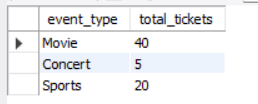 event_type total_tickets
Movie 40
Concert 5
Sports 20